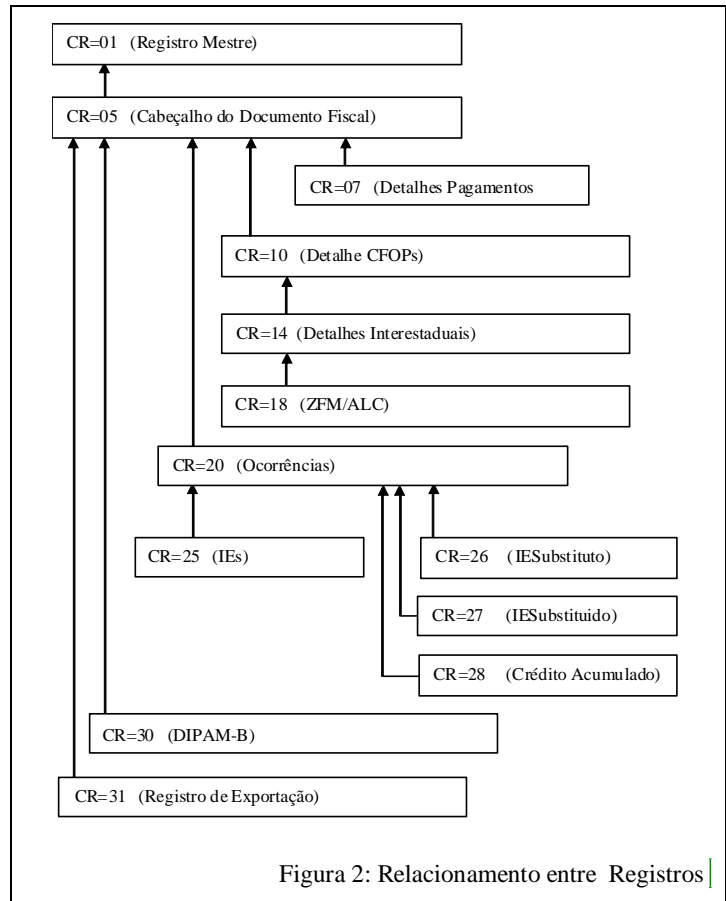 CR=01 (Registro Mestre)
CR=05 (Cabeçalho do Documento Fiscal)
CR=07 (Detalhes Pagamentos
CR=10 (Detalhe CFOPs)
CR=14 (Detalhes Interestaduais)
CR=18 (ZFM/ALC)
CR=20 (Ocorrências)
CR=25 (IEs)
CR=26 (IESubstituto)
CR=27 (IESubstituido)
CR=28 (Crédito Acumulado)
CR=30 (DIPAM-B)
CR=31 (Registro de Exportação)
Figura 2: Relacionamento entre Registros